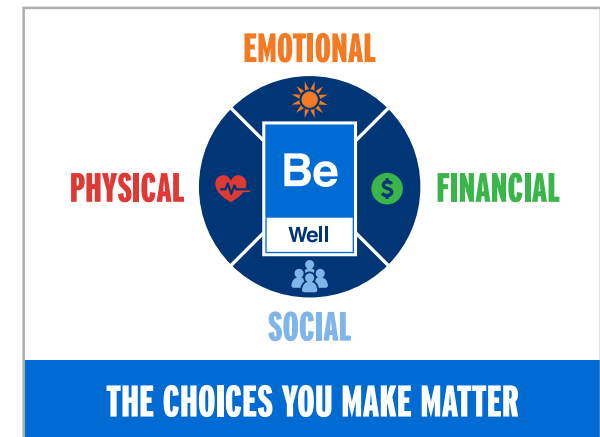 EMOTIONAL
PHYSICAL
Be
$
FINANCIAL
Well
SOCIAL
THE CHOICES YOU MAKE MATTER